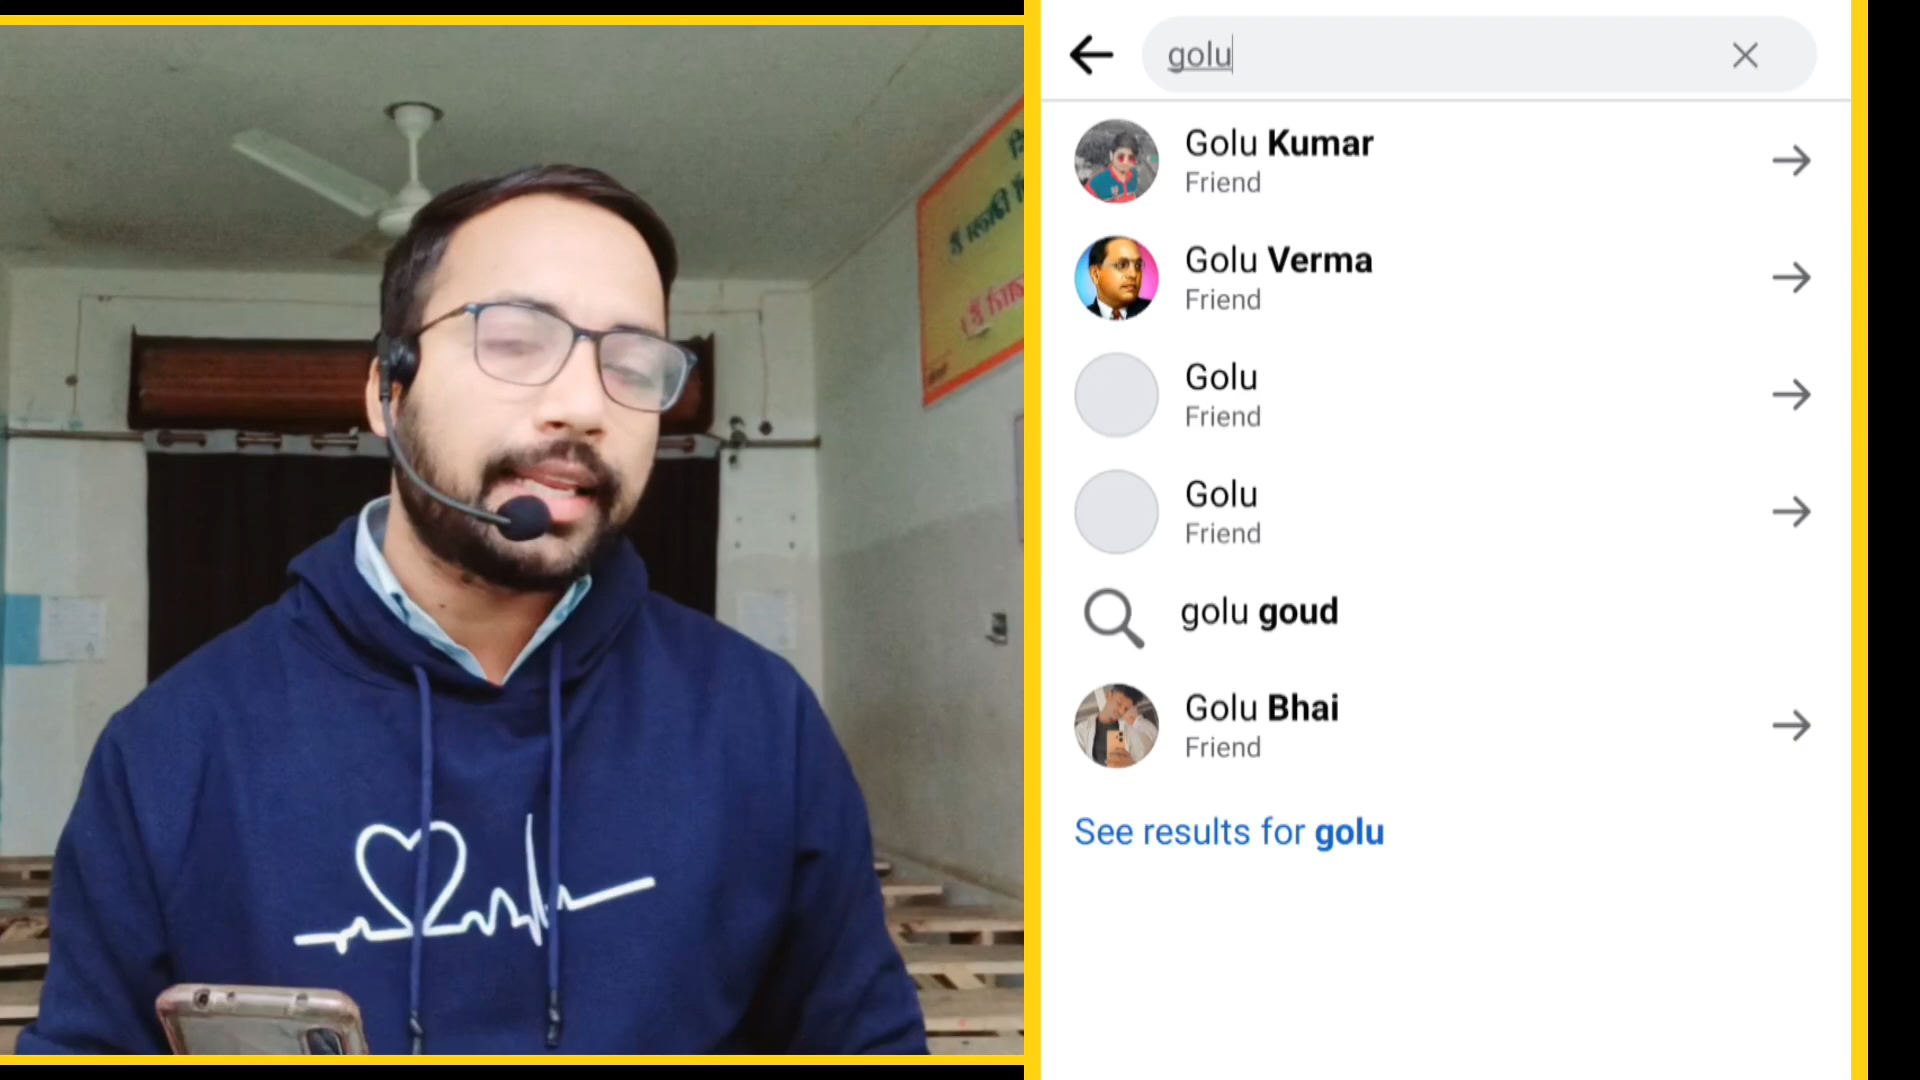 golu
Golu Kumar
Friend
Golu Verma
Friend
Golu
Friend
Golu
Friend
golu goud
Golu Bhai
Friend
See results for golu